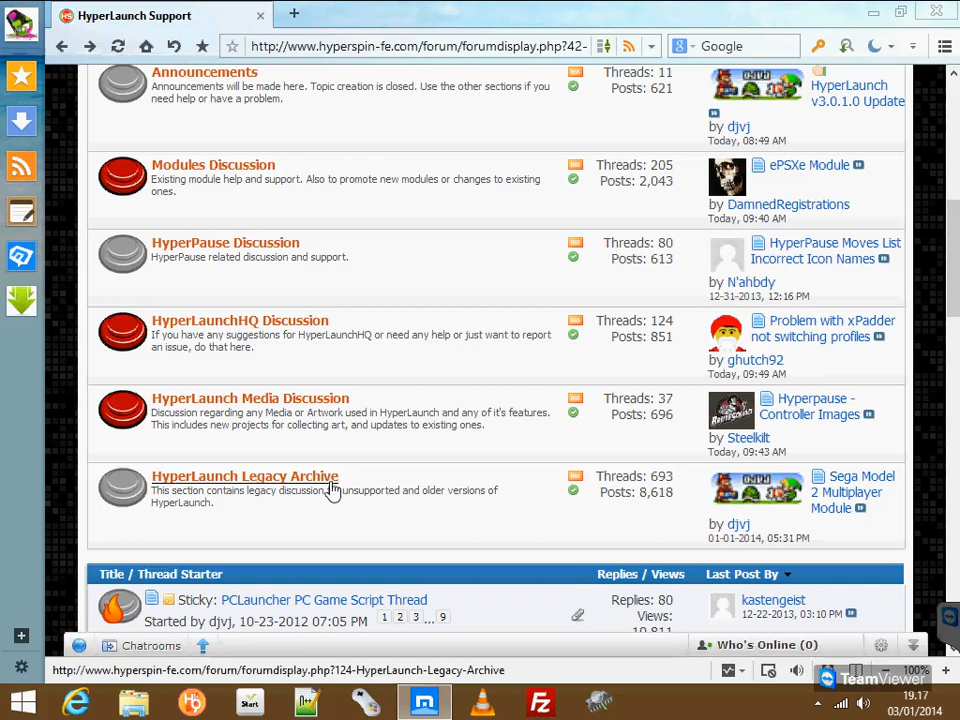 HyperLaunch Support
http://www.hyperspin-fe.com/forum/forumdisplay.php?42-
Google
Announcements
Announcements will be made here. Topic creation is closed. Use the other sections if you
need help or have a problem.
Threads: 11
Posts: 621
HyperLaunch
v3.0.1.0 Update
by djvj
Today, 08:49 AM
Modules Discussion
Existing module help and support. Also to promote new modules or changes to existing
ones.
RSS
Threads: 205
Posts: 2,043
ePSXe Module
by DamnedRegistrations
Today, 09:40 AM
HyperPause Discussion
HyperPause related discussion and support.
RSS
Threads: 80
Posts: 613
HyperPause Moves List
Incorrect Icon Names
by N'ahbdy
12-31-2013, 12:16 PM
HyperLaunchHQ Discussion
If you have any suggestions for HyperLaunchHQ or need any help or just want to report
an issue, do that here.
RSS
Threads: 124
Posts: 851
Problem with xPadder
not switching profiles
by ghutch92
Today, 09:49 AM
HyperLaunch Media Discussion
Discussion regarding any Media or Artwork used in HyperLaunch and any of it's features.
This includes new projects for collecting art, and updates to existing ones.
RSS
Threads: 37
Posts: 696
Hyperpause -
Controller Images
by Steelkilt
Today, 09:43 AM
HyperLaunch Legacy Archive
This section contains legacy discussion unsupported and older versions of
HyperLaunch.
RSS
Threads: 693
Posts: 8,618
Sega Model
2 Multiplayer
Module
by djvj
01-01-2014, 05:31 PM
Title / Thread Starter
Replies / Views
Last Post By
Sticky: PCLauncher PC Game Script Thread
Started by djvj, 10-23-2012 07:05 PM
1 2 3 ... 9
Replies: 80
Views:
19,811
kastengeist
12-22-2013, 03:10 PM
Chatrooms
Who's Online (0)
http://www.hyperspin-fe.com/forum/forumdisplay.php?124-HyperLaunch-Legacy-Archive
100%
TeamViewer
Start
19.17
03/01/2014